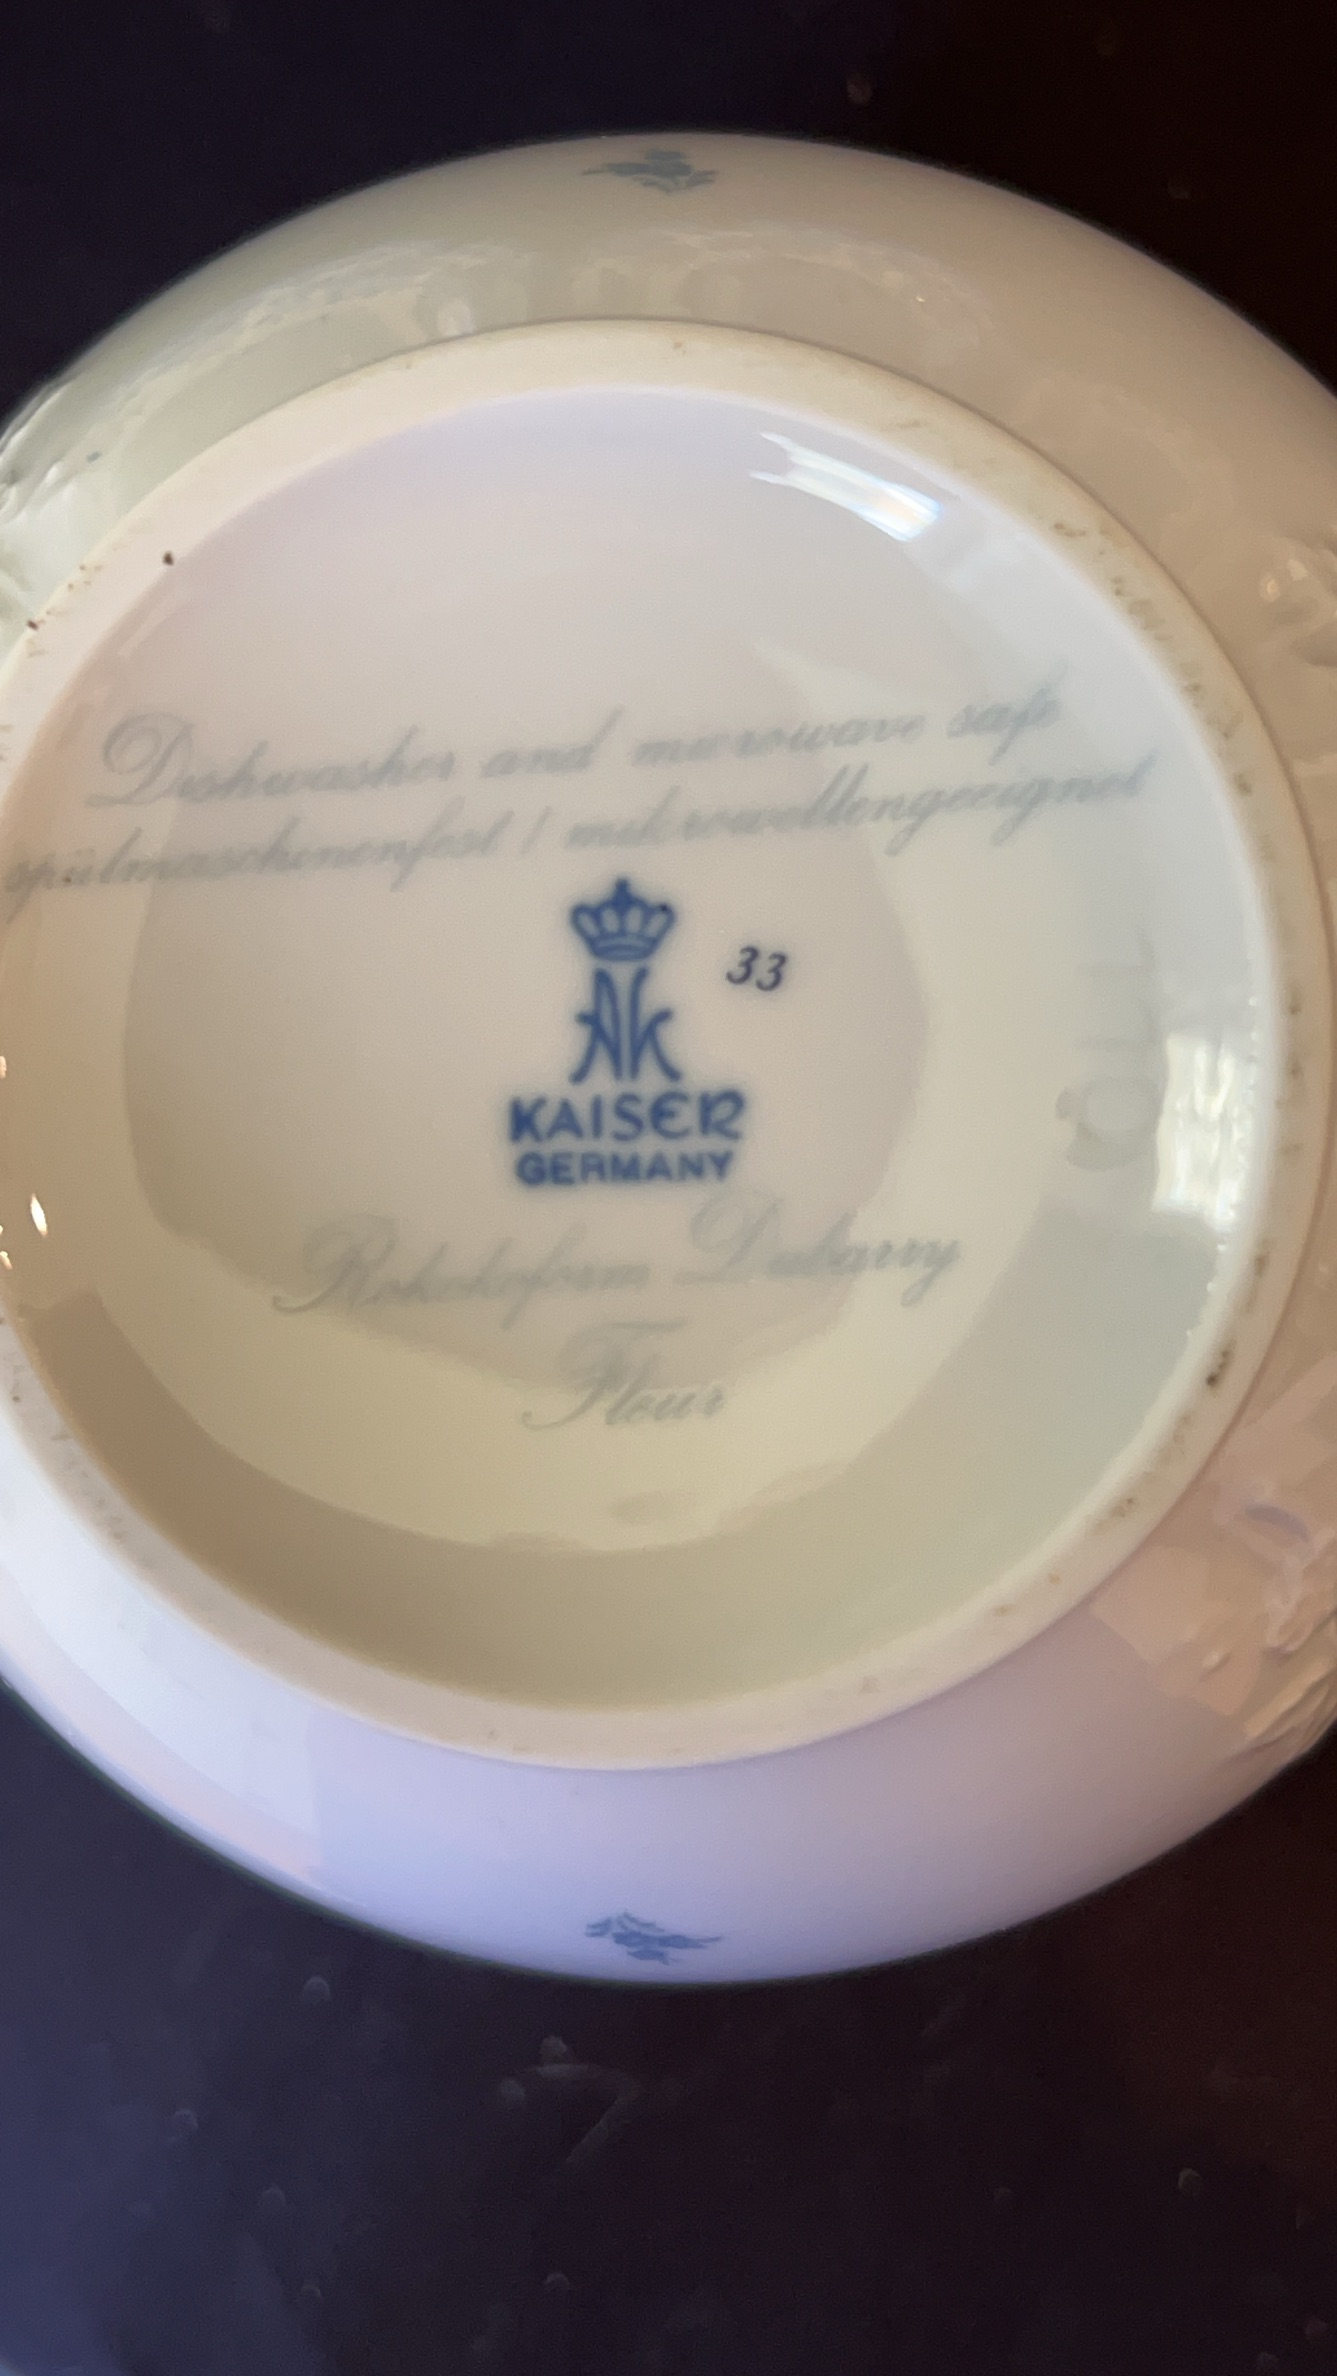 Dishwasher and microwave safe
spülmaschinenfest / mikrowellengeeignet
33
AK
KAISER
GERMANY
Rokokoform Dubarry
Fleur